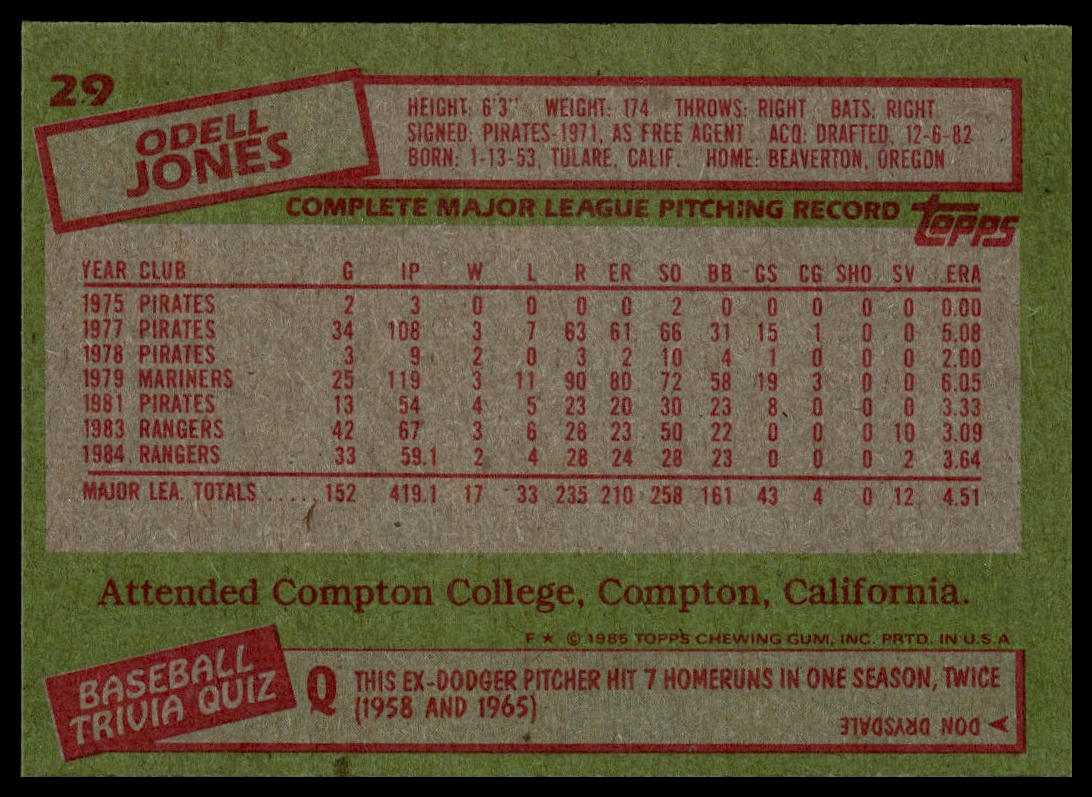 29
ODELL
JONES
HEIGHT: 6'3" WEIGHT: 174 THROWS: RIGHT BATS: RIGHT
SIGNED: PIRATES-1971, AS FREE AGENT ACQ: DRAFTED, 12-6-82
BORN: 1-13-53, TULARE, CALIF. HOME: BEAVERTON, OREGON
COMPLETE MAJOR LEAGUE PITCHING RECORD
topps
YEAR CLUB G IP W L R ER SO BB GS CG SHO SV ERA
1975 PIRATES 2 3 0 0 0 0 2 0 0 0 0 0 0.00
1977 PIRATES 34 108 3 7 63 61 66 31 15 1 0 0 5.08
1978 PIRATES 3 9 2 0 3 2 10 4 1 0 0 0 2.00
1979 MARINERS 25 119 3 11 90 80 72 58 19 3 0 0 6.05
1981 PIRATES 13 54 4 5 23 20 30 23 8 0 0 0 3.33
1983 RANGERS 42 67 3 6 28 23 50 22 0 0 0 10 3.09
1984 RANGERS 33 59.1 2 4 28 24 28 23 0 0 0 2 3.64
MAJOR LEA. TOTALS ..... 152 419.1 17 33 235 210 258 161 43 4 0 12 4.51
Attended Compton College, Compton, California.
F ★ © 1985 TOPPS CHEWING GUM, INC. PRTD. IN U.S.A
BASEBALL
TRIVIA QUIZ
Q THIS EX-DODGER PITCHER HIT 7 HOMERUNS IN ONE SEASON, TWICE
(1958 AND 1965)
DON DRYSDALE